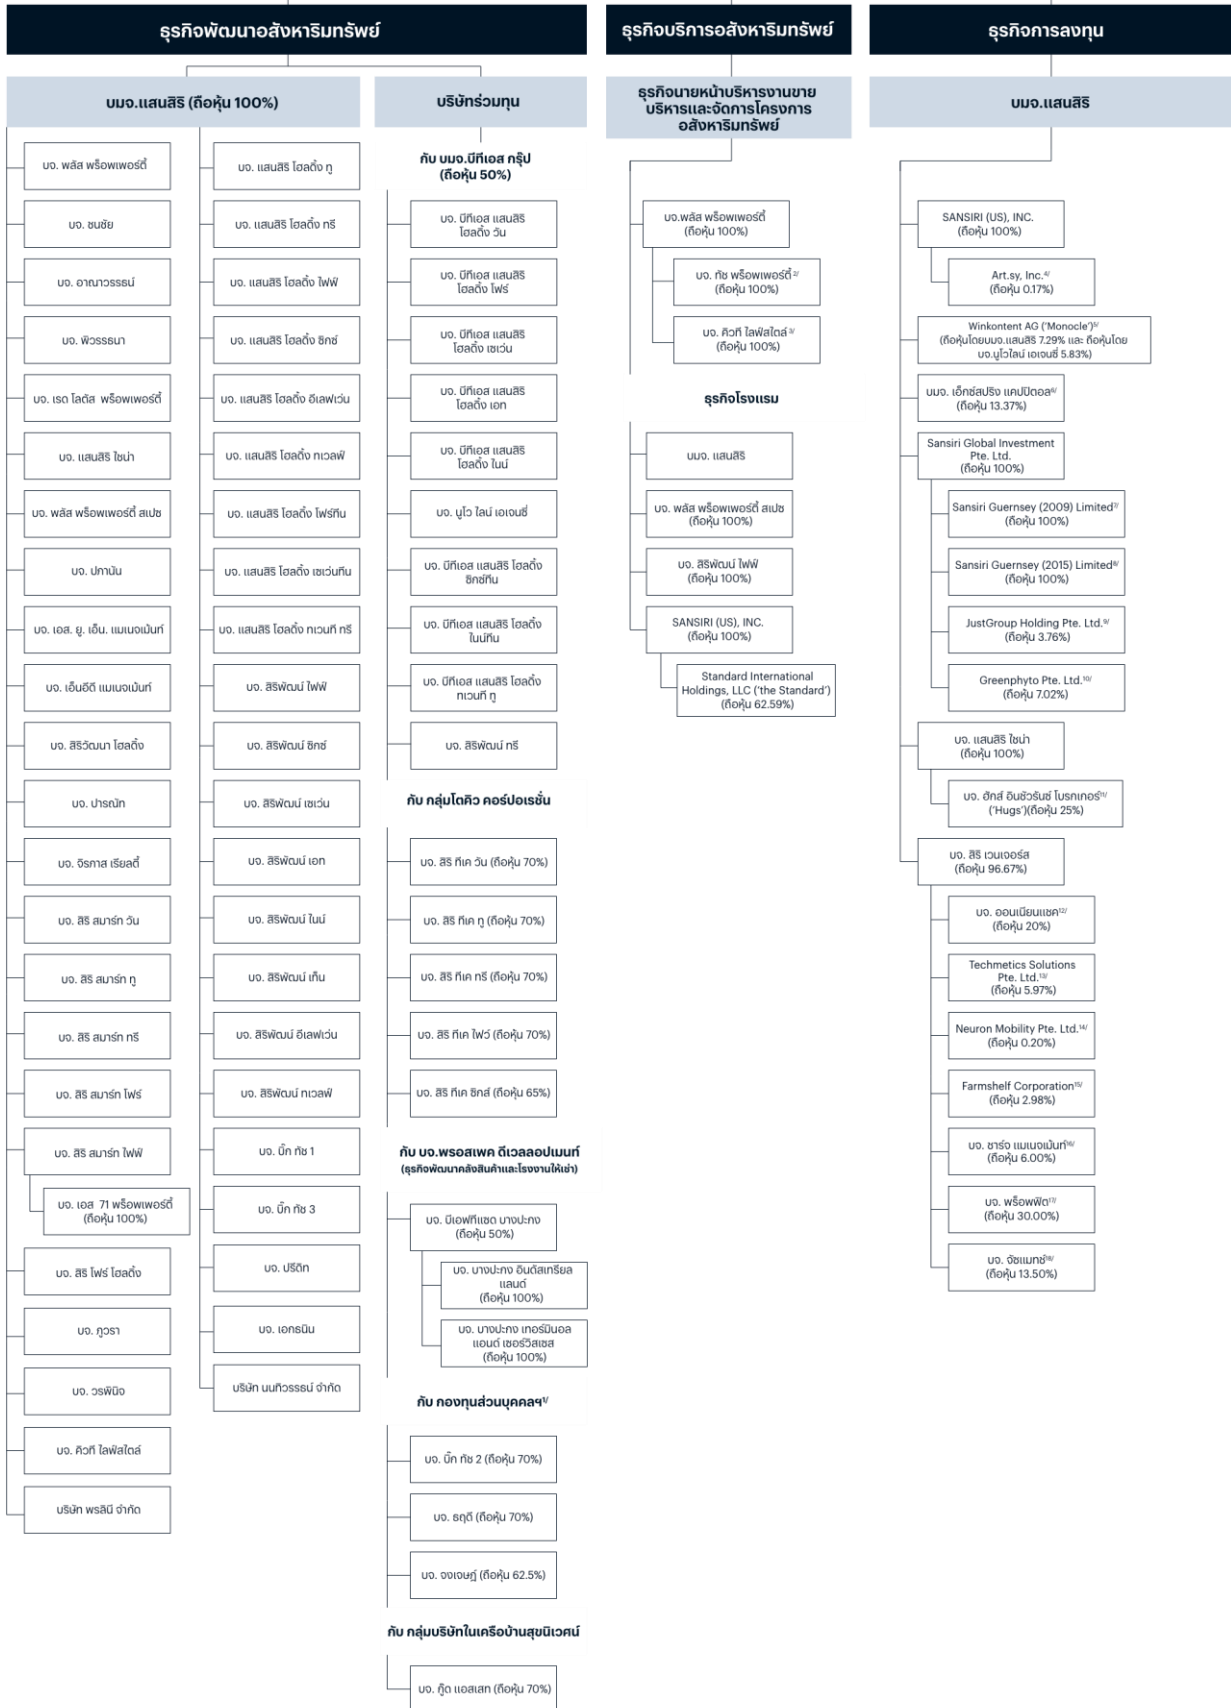 ธุรกิจพัฒนาอสังหาริมทรัพย์
บมจ.แสนสิริ (ถือหุ้น 100%)
บจ. พลัส พร็อพเพอร์ตี้
บจ. ชนชัย
บจ. อาณาวรรธน์
บจ. พิวรรธนา
บจ. เรด โลตัส พร็อพเพอร์ตี้
บจ. แสนสิริ ไชน่า
บจ. พลัส พร็อพเพอร์ตี้ สเปซ
บจ. ปภานัน
บจ. เอส. ยู. เอ็น. แมเนจเม้นท์
บจ. เอ็นอีดี แมเนจเม้นท์
บจ. สิริวัฒนา โฮลดิ้ง
บจ. ปารณัท
บจ. จิรภาส เรียลตี้
บจ. สิริ สมาร์ท วัน
บจ. สิริ สมาร์ท ทู
บจ. สิริ สมาร์ท ทรี
บจ. สิริ สมาร์ท โฟร์
บจ. สิริ สมาร์ท ไฟฟ์
บจ. เอส 71 พร็อพเพอร์ตี้
(ถือหุ้น 100%)
บจ. สิริ โฟร์ โฮลดิ้ง
บจ. ภูวรา
บจ. วรพินิจ
บจ. คิวที ไลฟ์สไตล์
บริษัท พรลินี จำกัด
บจ. แสนสิริ โฮลดิ้ง ทู
บจ. แสนสิริ โฮลดิ้ง ทรี
บจ. แสนสิริ โฮลดิ้ง ไฟฟ์
บจ. แสนสิริ โฮลดิ้ง ซิกซ์
บจ. แสนสิริ โฮลดิ้ง อีเลฟเว่น
บจ. แสนสิริ โฮลดิ้ง ทเวลฟ์
บจ. แสนสิริ โฮลดิ้ง โฟร์ทีน
บจ. แสนสิริ โฮลดิ้ง เซเว่นทีน
บจ. แสนสิริ โฮลดิ้ง ทเวนที ทรี
บจ. สิริพัฒน์ ไฟฟ์
บจ. สิริพัฒน์ ซิกซ์
บจ. สิริพัฒน์ เซเว่น
บจ. สิริพัฒน์ เอท
บจ. สิริพัฒน์ ไนน์
บจ. สิริพัฒน์ เท็น
บจ. สิริพัฒน์ อีเลฟเว่น
บจ. สิริพัฒน์ ทเวลฟ์
บจ. บิ๊ก ทัช 1
บจ. บิ๊ก ทัช 3
บจ. ปรีดิท
บจ. เอกธนิน
บริษัท นนทิวรรธน์ จำกัด
บริษัทร่วมทุน
กับ บมจ.บีทีเอส กรุ๊ป
(ถือหุ้น 50%)
บจ. บีทีเอส แสนสิริ
โฮลดิ้ง วัน
บจ. บีทีเอส แสนสิริ
โฮลดิ้ง โฟร์
บจ. บีทีเอส แสนสิริ
โฮลดิ้ง เซเว่น
บจ. บีทีเอส แสนสิริ
โฮลดิ้ง เอท
บจ. บีทีเอส แสนสิริ
โฮลดิ้ง ไนน์
บจ. นูโว ไลน์ เอเจนซี่
บจ. บีทีเอส แสนสิริ โฮลดิ้ง
ซิกซ์ทีน
บจ. บีทีเอส แสนสิริ โฮลดิ้ง
ไนน์ทีน
บจ. บีทีเอส แสนสิริ โฮลดิ้ง
ทเวนที ทู
บจ. สิริพัฒน์ ทรี
กับ กลุ่มโตคิว คอร์ปอเรชั่น
บจ. สิริ ทีเค วัน (ถือหุ้น 70%)
บจ. สิริ ทีเค ทู (ถือหุ้น 70%)
บจ. สิริ ทีเค ทรี (ถือหุ้น 70%)
บจ. สิริ ทีเค ไฟว์ (ถือหุ้น 70%)
บจ. สิริ ทีเค ซิกส์ (ถือหุ้น 65%)
กับ บจ.พรอสเพค ดีเวลลอปเมนท์
(ธุรกิจพัฒนาคลังสินค้าและโรงงานให้เช่า)
บจ. บีเอฟทีแซด บางปะกง
(ถือหุ้น 50%)
บจ. บางปะกง อินดัสเทรียล
แลนด์
(ถือหุ้น 100%)
บจ. บางปะกง เทอร์มินอล
แอนด์ เซอร์วิสเซส
(ถือหุ้น 100%)
กับ กองทุนส่วนบุคคลฯ1/
บจ. บิ๊ก ทัช 2 (ถือหุ้น 70%)
บจ. ธฤดี (ถือหุ้น 70%)
บจ. จงเจษฎ์ (ถือหุ้น 62.5%)
กับ กลุ่มบริษัทในเครือบ้านสุขนิเวศน์
บจ. กู๊ด แอสเสท (ถือหุ้น 70%)
ธุรกิจบริการอสังหาริมทรัพย์
ธุรกิจนายหน้าบริหารงานขาย
บริหารและจัดการโครงการ
อสังหาริมทรัพย์
บจ.พลัส พร็อพเพอร์ตี้
(ถือหุ้น 100%)
บจ. ทัช พร็อพเพอร์ตี้ 2/
(ถือหุ้น 100%)
บจ. คิวที ไลฟ์สไตล์ 3/
(ถือหุ้น 100%)
ธุรกิจโรงแรม
บมจ. แสนสิริ
บจ. พลัส พร็อพเพอร์ตี้ สเปซ
(ถือหุ้น 100%)
บจ. สิริพัฒน์ ไฟฟ์
(ถือหุ้น 100%)
SANSIRI (US), INC.
(ถือหุ้น 100%)
Standard International
Holdings, LLC ('the Standard')
(ถือหุ้น 62.59%)
ธุรกิจการลงทุน
บมจ.แสนสิริ
SANSIRI (US), INC.
(ถือหุ้น 100%)
Art.sy, Inc.4/
(ถือหุ้น 0.17%)
Winkontent AG ('Monocle')5/
(ถือหุ้นโดยบมจ.แสนสิริ 7.29% และ ถือหุ้นโดย
บจ.นูโวไลน์ เอเจนซี่ 5.83%)
บมจ. เอ็กซ์สปริง แคปปิตอล6/
(ถือหุ้น 13.37%)
Sansiri Global Investment
Pte. Ltd.
(ถือหุ้น 100%)
Sansiri Guernsey (2009) Limited7/
(ถือหุ้น 100%)
Sansiri Guernsey (2015) Limited8/
(ถือหุ้น 100%)
JustGroup Holding Pte. Ltd.9/
(ถือหุ้น 3.76%)
Greenphyto Pte. Ltd.10/
(ถือหุ้น 7.02%)
บจ. แสนสิริ ไชน่า
(ถือหุ้น 100%)
บจ. ฮักส์ อินชัวรันซ์ โบรกเกอร์11/
('Hugs')(ถือหุ้น 25%)
บจ. สิริ เวนเจอร์ส
(ถือหุ้น 96.67%)
บจ. ออนเนียนแชค12/
(ถือหุ้น 20%)
Techmetics Solutions
Pte. Ltd.13/
(ถือหุ้น 5.97%)
Neuron Mobility Pte. Ltd.14/
(ถือหุ้น 0.20%)
Farmshelf Corporation15/
(ถือหุ้น 2.98%)
บจ. ชาร์จ แมเนจเม้นท์16/
(ถือหุ้น 6.00%)
บจ. พร็อพฟิต17/
(ถือหุ้น 30.00%)
บจ. จัซแมทช์18/
(ถือหุ้น 13.50%)